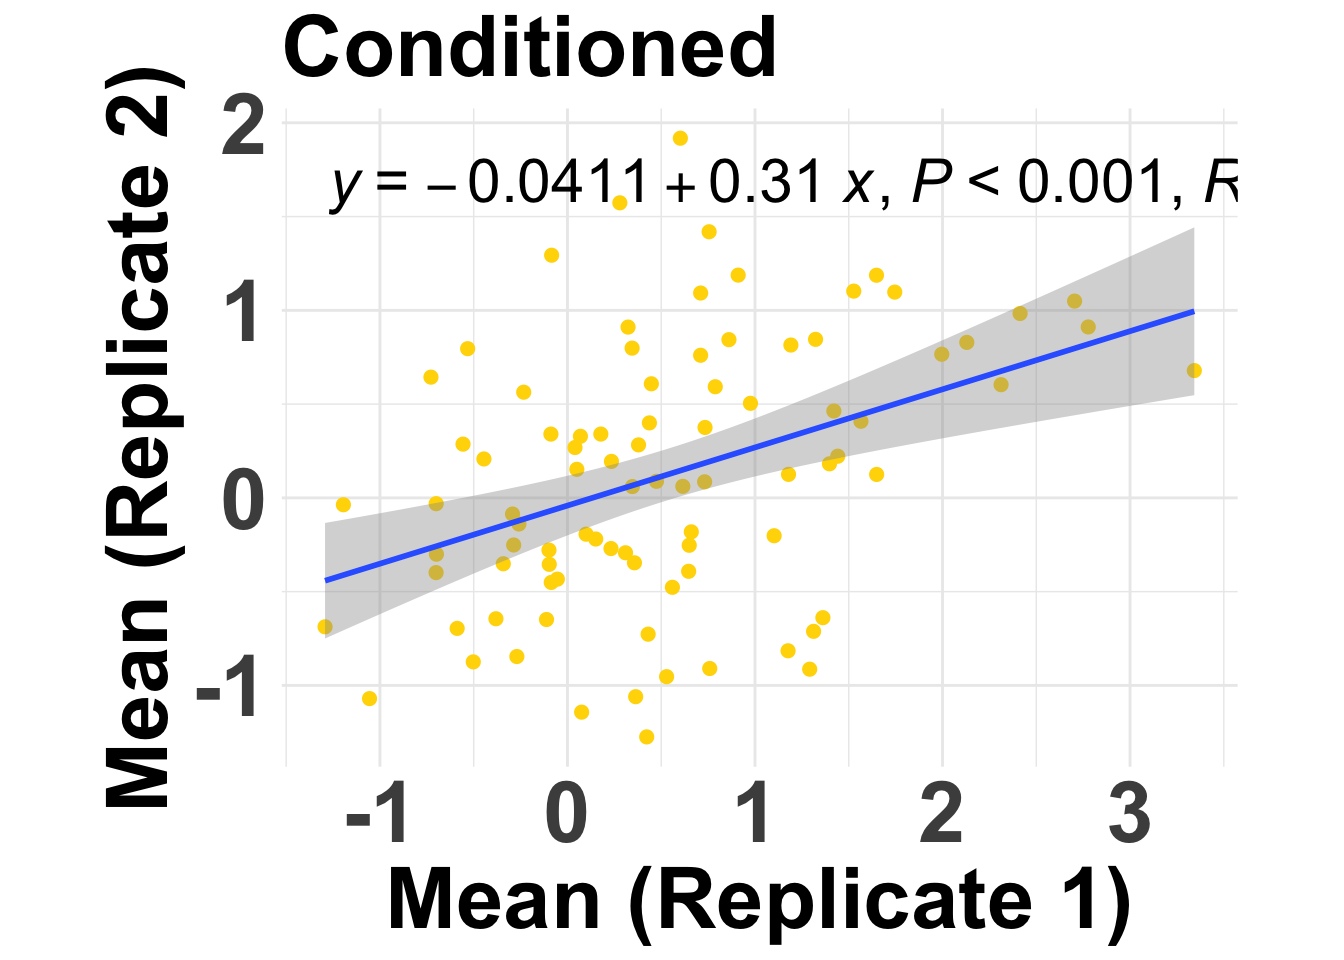 Conditioned
y = − 0.0411 + 0.31 x, P < 0.001, R
Mean (Replicate 2)
2
1
0
-1
-1 0 1 2 3
Mean (Replicate 1)